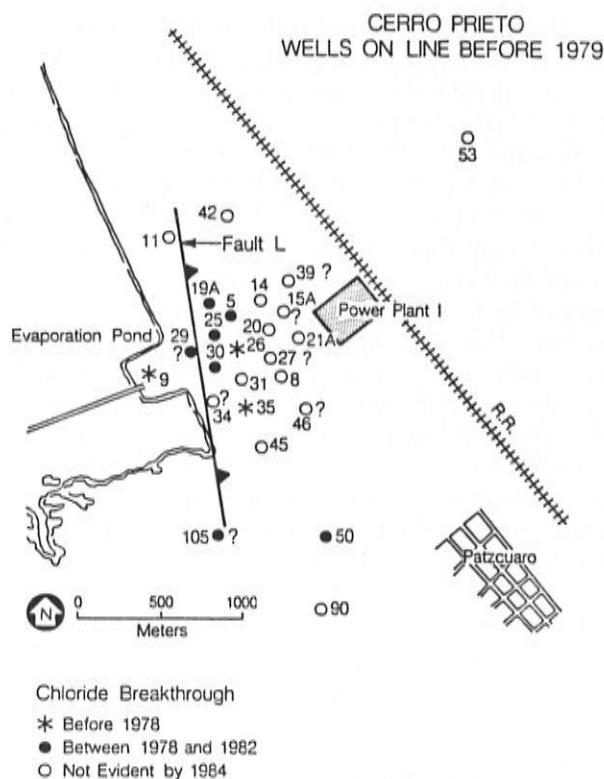 CERRO PRIETO
WELLS ON LINE BEFORE 1979
53
42
11
Fault L
39 ?
19A
14
5
15A
?
Power Plant I
25
20
Evaporation Pond
29
?
30
26
21A
27 ?
9
31
8
?
34
35
?
46
45
R.R.
105
?
50
Patzcuaro
N
0 500 1000
Meters
90
Chloride Breakthrough
Before 1978
Between 1978 and 1982
Not Evident by 1984